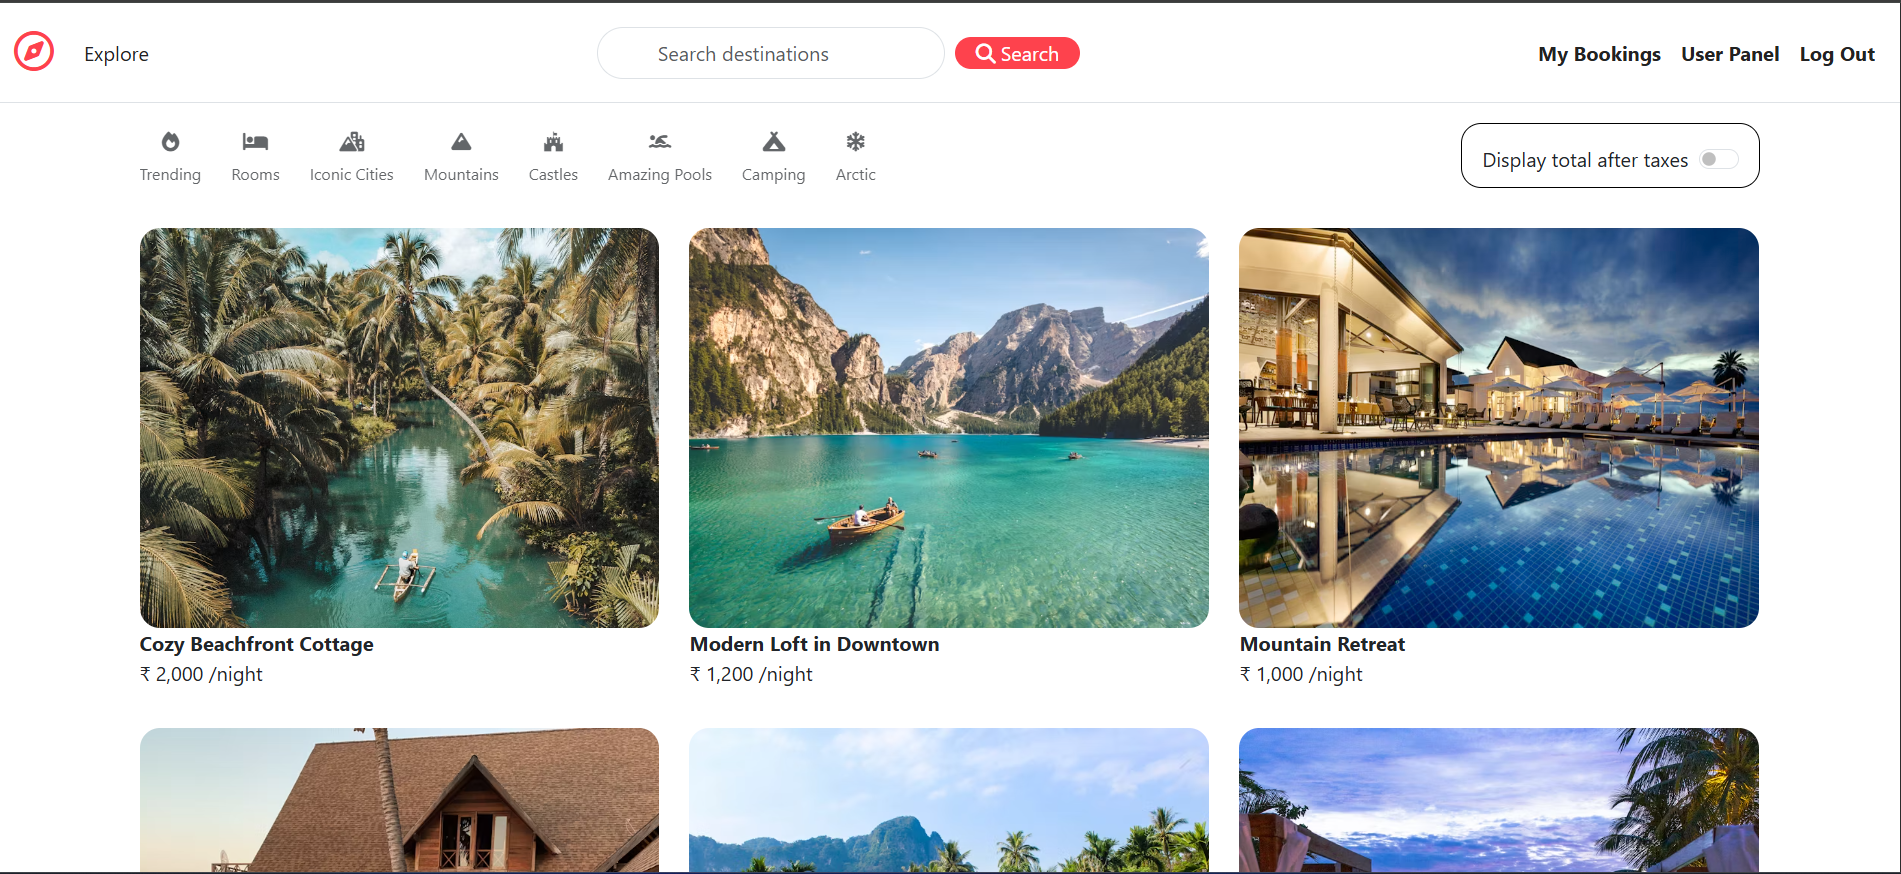 Explore
Search destinations
Search
My Bookings
User Panel
Log Out
Trending
Rooms
Iconic Cities
Mountains
Castles
Amazing Pools
Camping
Arctic
Display total after taxes
Cozy Beachfront Cottage
₹ 2,000 /night
Modern Loft in Downtown
₹ 1,200 /night
Mountain Retreat
₹ 1,000 /night